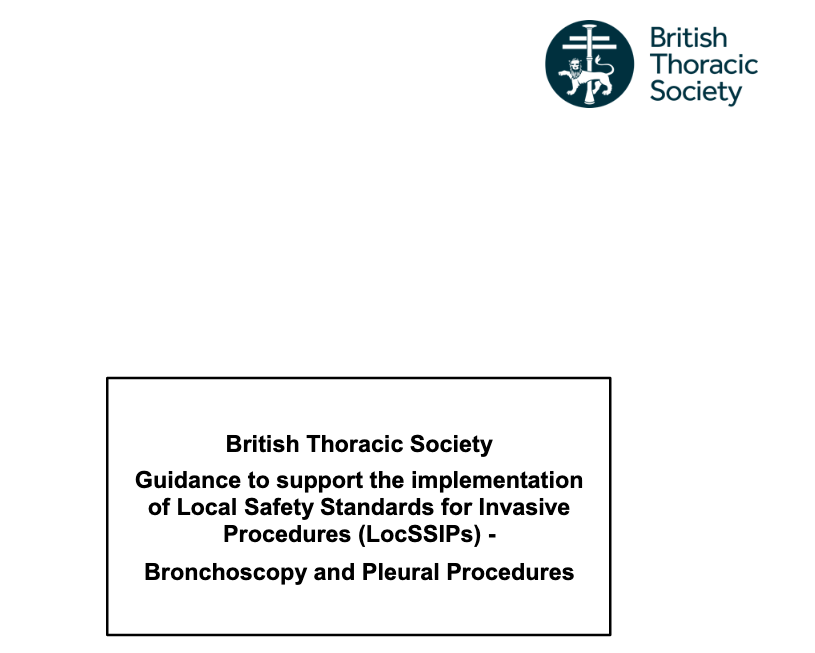 British
Thoracic
Society
British Thoracic Society
Guidance to support the implementation
of Local Safety Standards for Invasive
Procedures (LocSSIPs) -
Bronchoscopy and Pleural Procedures